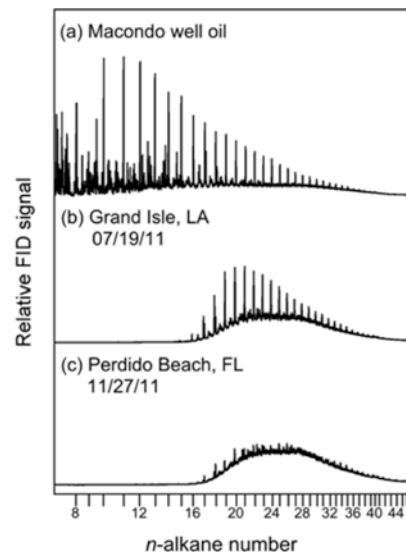 (a) Macondo well oil
(b) Grand Isle, LA
07/19/11
(c) Perdido Beach, FL
11/27/11
Relative FID signal
8 12 16 20 24 28 32 36 40 44
n-alkane number